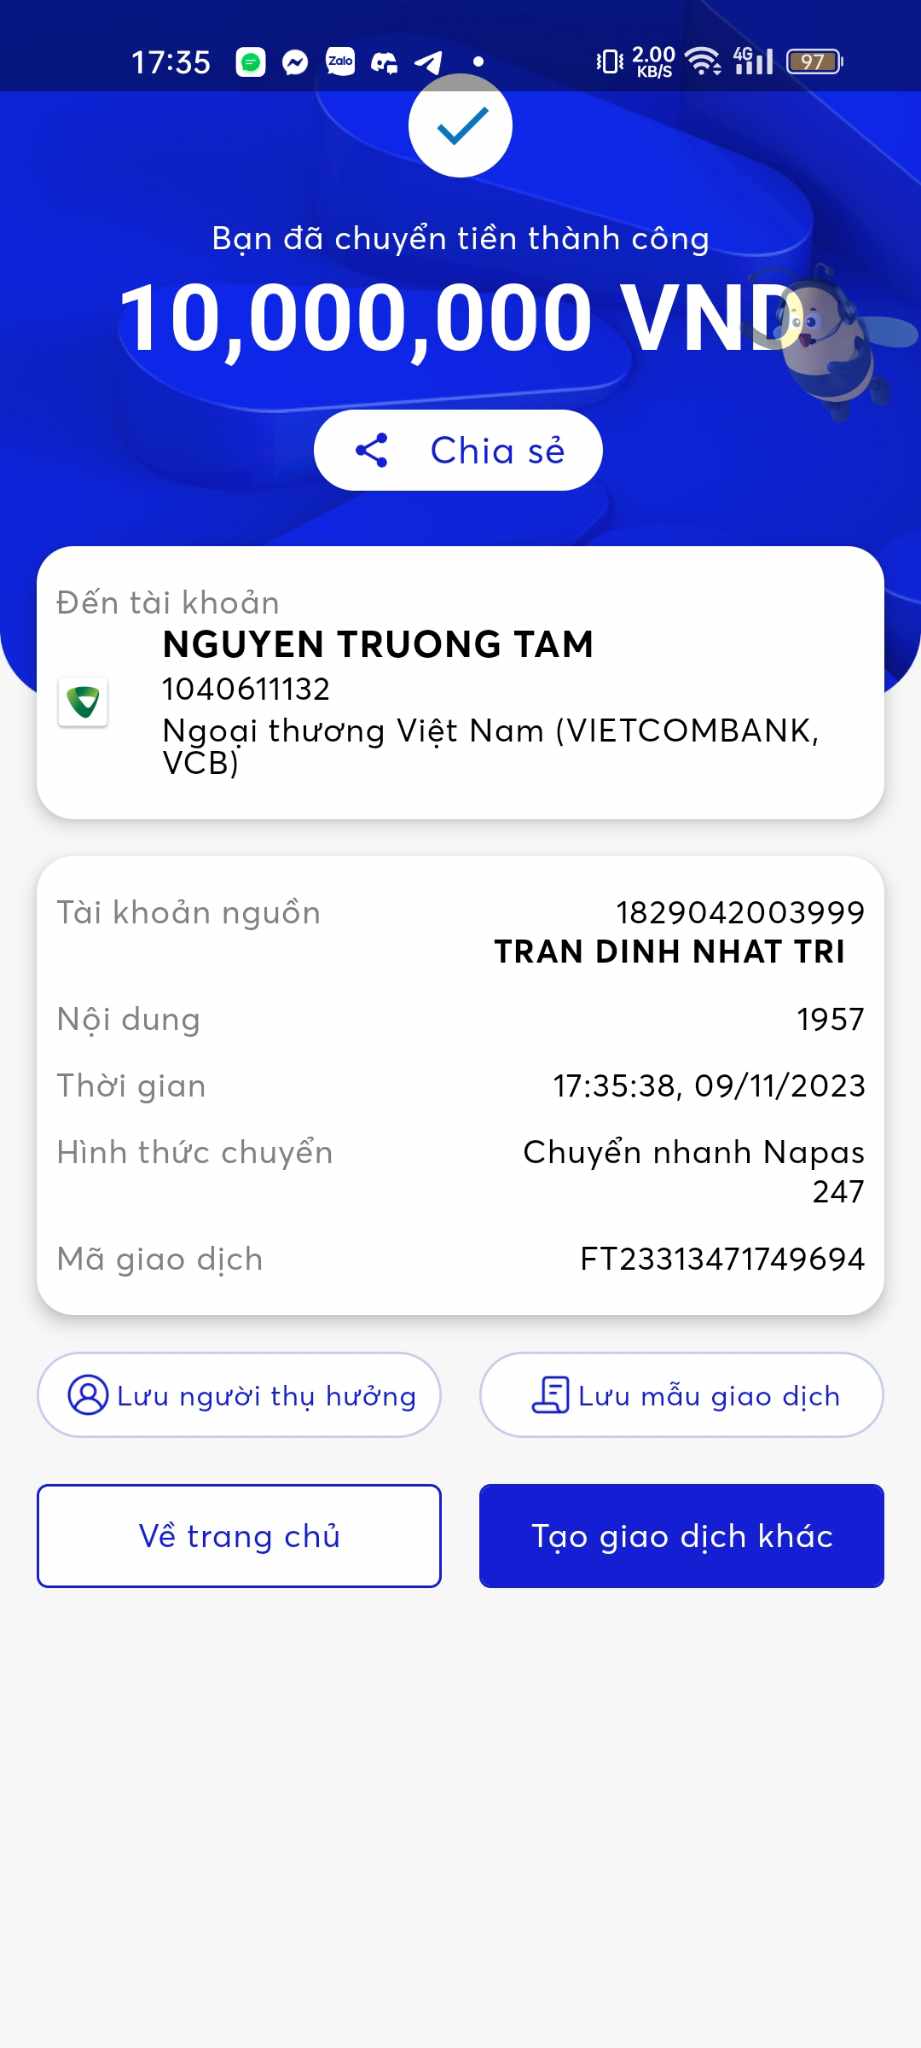 17:35
Zalo
2.00
KB/S
4G
97
Bạn đã chuyển tiền thành công
10,000,000 VND
Chia sẻ
Đến tài khoản
NGUYEN TRUONG TAM
1040611132
Ngoại thương Việt Nam (VIETCOMBANK,
VCB)
Tài khoản nguồn 1829042003999
TRAN DINH NHAT TRI
Nội dung 1957
Thời gian 17:35:38, 09/11/2023
Hình thức chuyển Chuyển nhanh Napas
247
Mã giao dịch FT23313471749694
Lưu người thụ hưởng Lưu mẫu giao dịch
Về trang chủ Tạo giao dịch khác